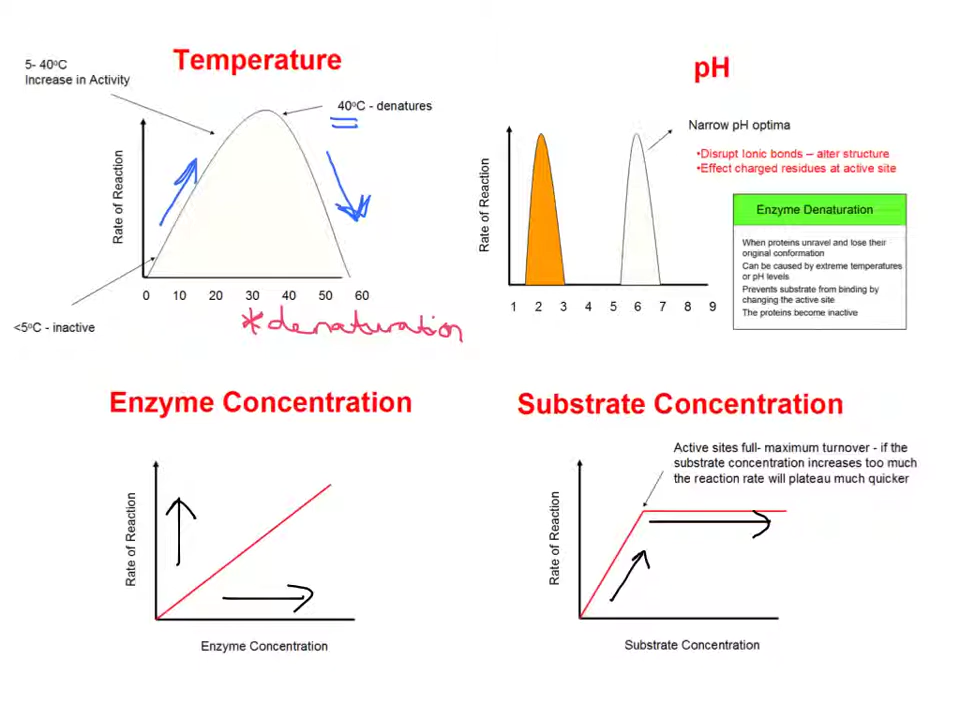 Temperature
5- 40°C
Increase in Activity
40°C - denatures
Rate of Reaction
0 10 20 30 40 50 60
<5°C - inactive
*denaturation
pH
Narrow pH optima
•Disrupt Ionic bonds – alter structure
•Effect charged residues at active site
Rate of Reaction
1 2 3 4 5 6 7 8 9
Enzyme Denaturation
When proteins unravel and lose their
original conformation
Can be caused by extreme temperatures
or pH levels
Prevents substrate from binding by
changing the active site
The proteins become inactive
Enzyme Concentration
Rate of Reaction
Enzyme Concentration
Substrate Concentration
Active sites full- maximum turnover - if the
substrate concentration increases too much
the reaction rate will plateau much quicker
Rate of Reaction
Substrate Concentration